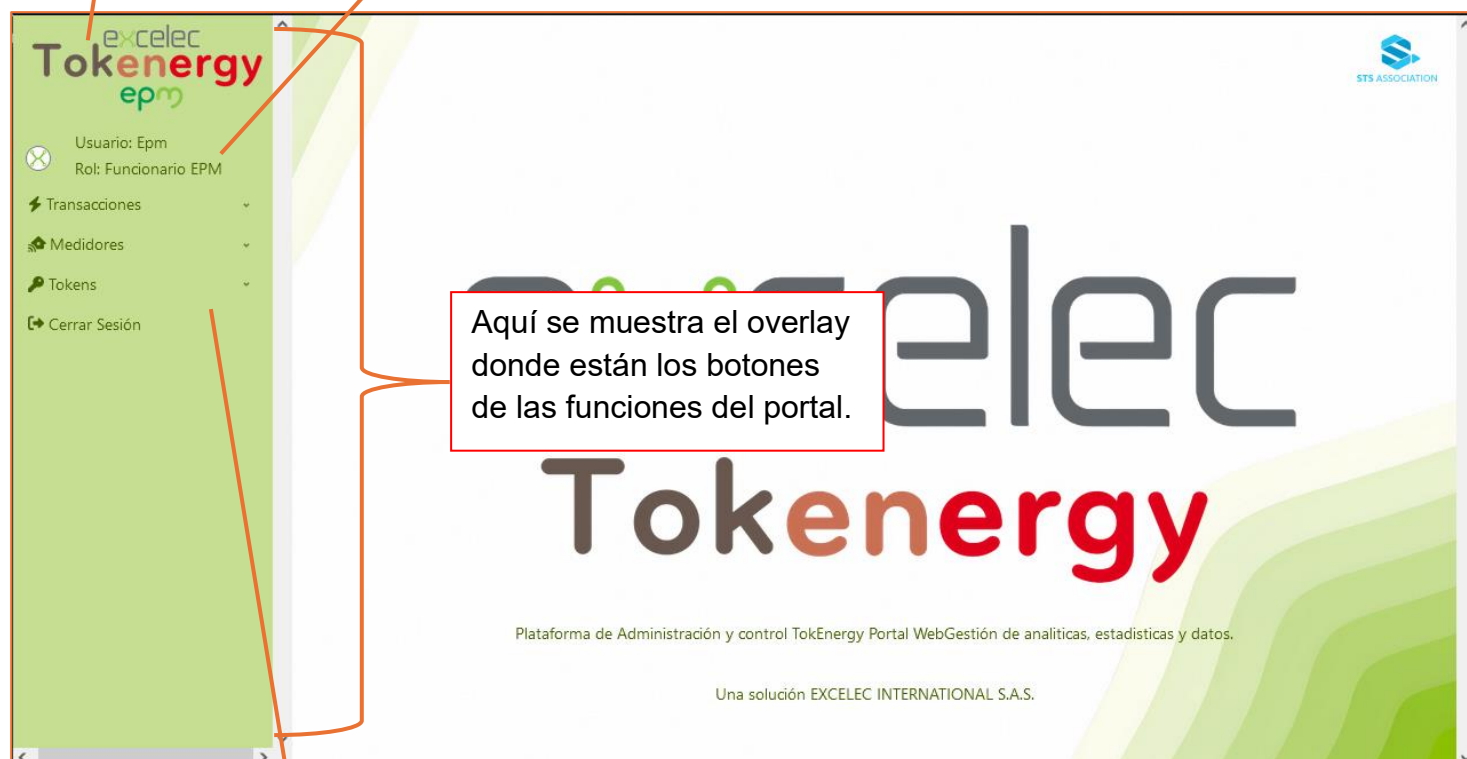 excelec
Tokenergy
epm
STS ASSOCIATION
Usuario: Epm
Rol: Funcionario EPM
Transacciones
Medidores
Tokens
Cerrar Sesión
Aquí se muestra el overlay
donde están los botones
de las funciones del portal.
excelec
Tokenergy
Plataforma de Administración y control TokEnergy Portal WebGestión de analiticas, estadisticas y datos.
Una solución EXCELEC INTERNATIONAL S.A.S.